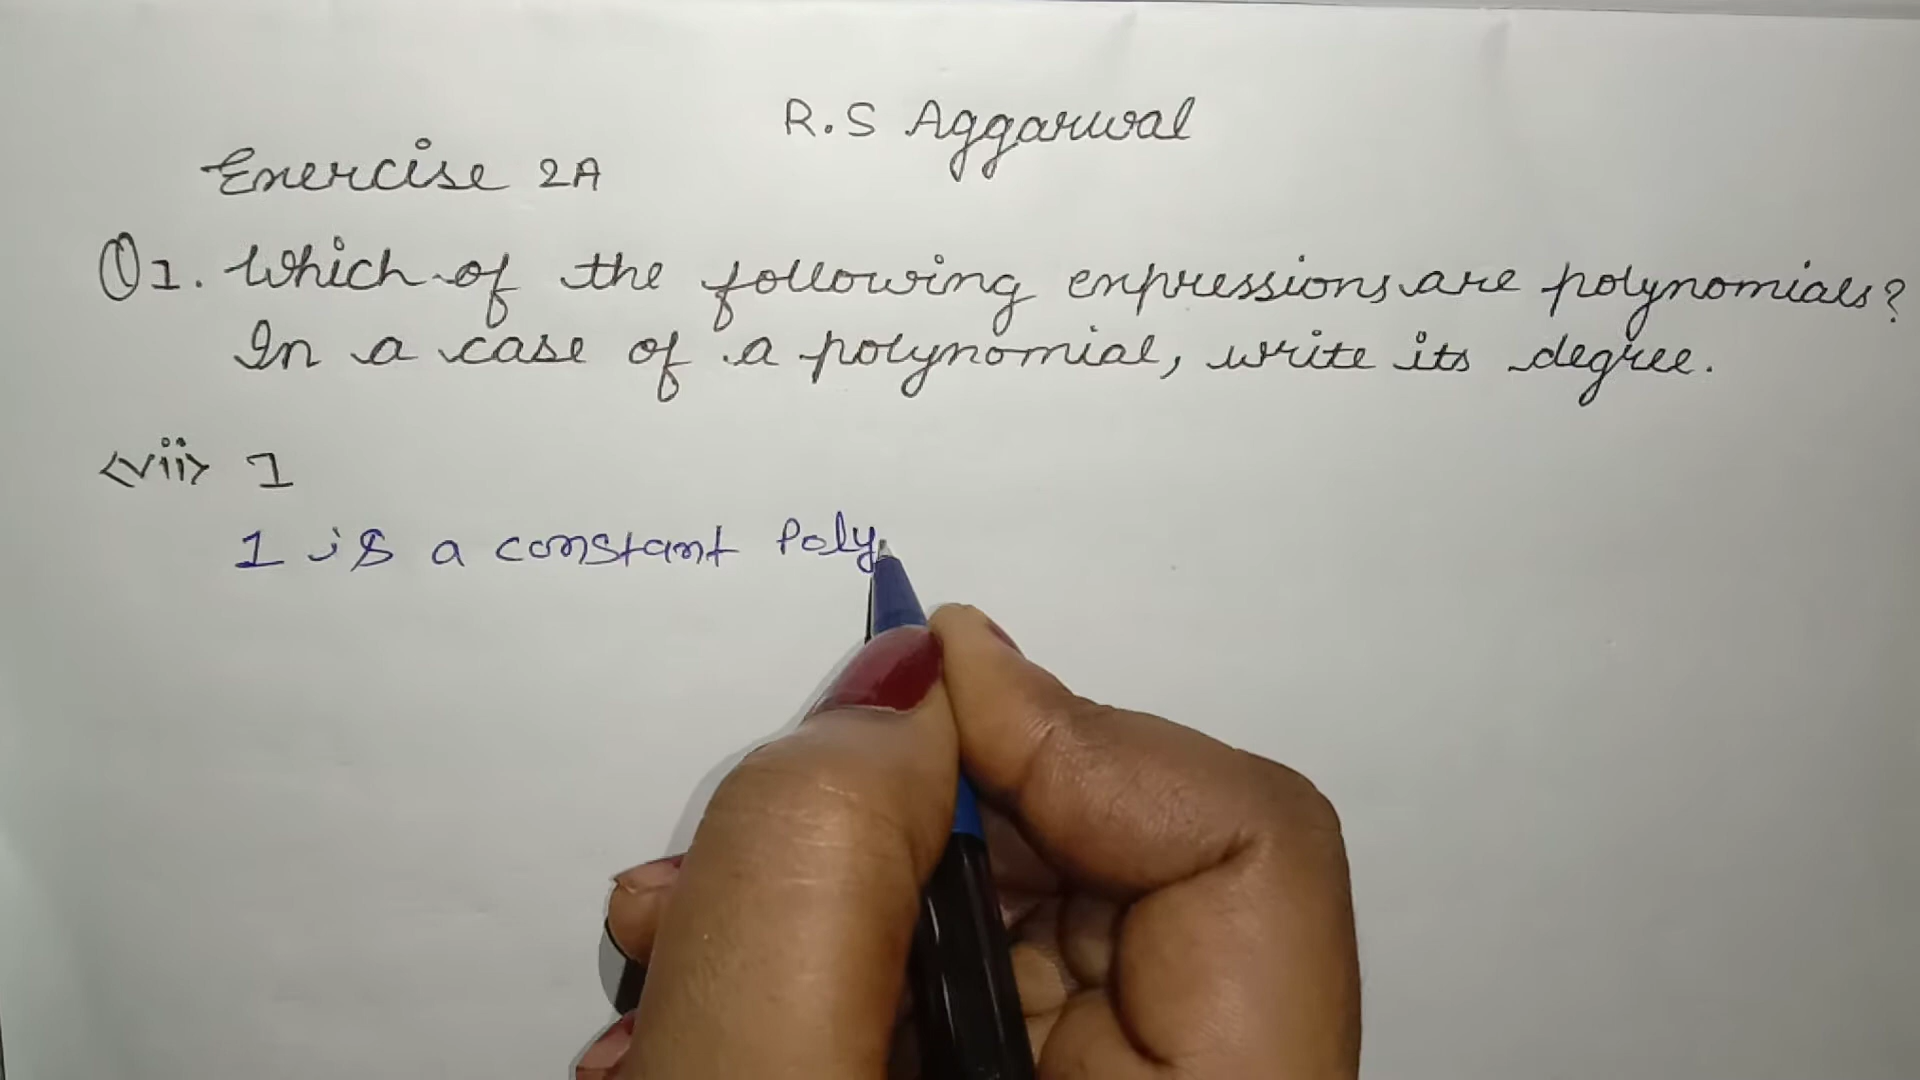 R.S Aggarwal
Exercise 2A
Q1. Which of the following expressions are polynomials?
In a case of a polynomial, write its degree.
<vii> 1
1 is a constant Poly